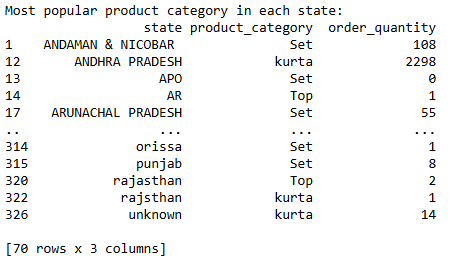 Most popular product category in each state:
state product_category order_quantity
1 ANDAMAN & NICOBAR Set 108
12 ANDHRA PRADESH kurta 2298
13 APO Set 0
14 AR Top 1
17 ARUNACHAL PRADESH Set 55
.. ... ... ...
314 orissa Set 1
315 punjab Set 8
320 rajasthan Top 2
322 rajsthan kurta 1
326 unknown kurta 14
[70 rows x 3 columns]